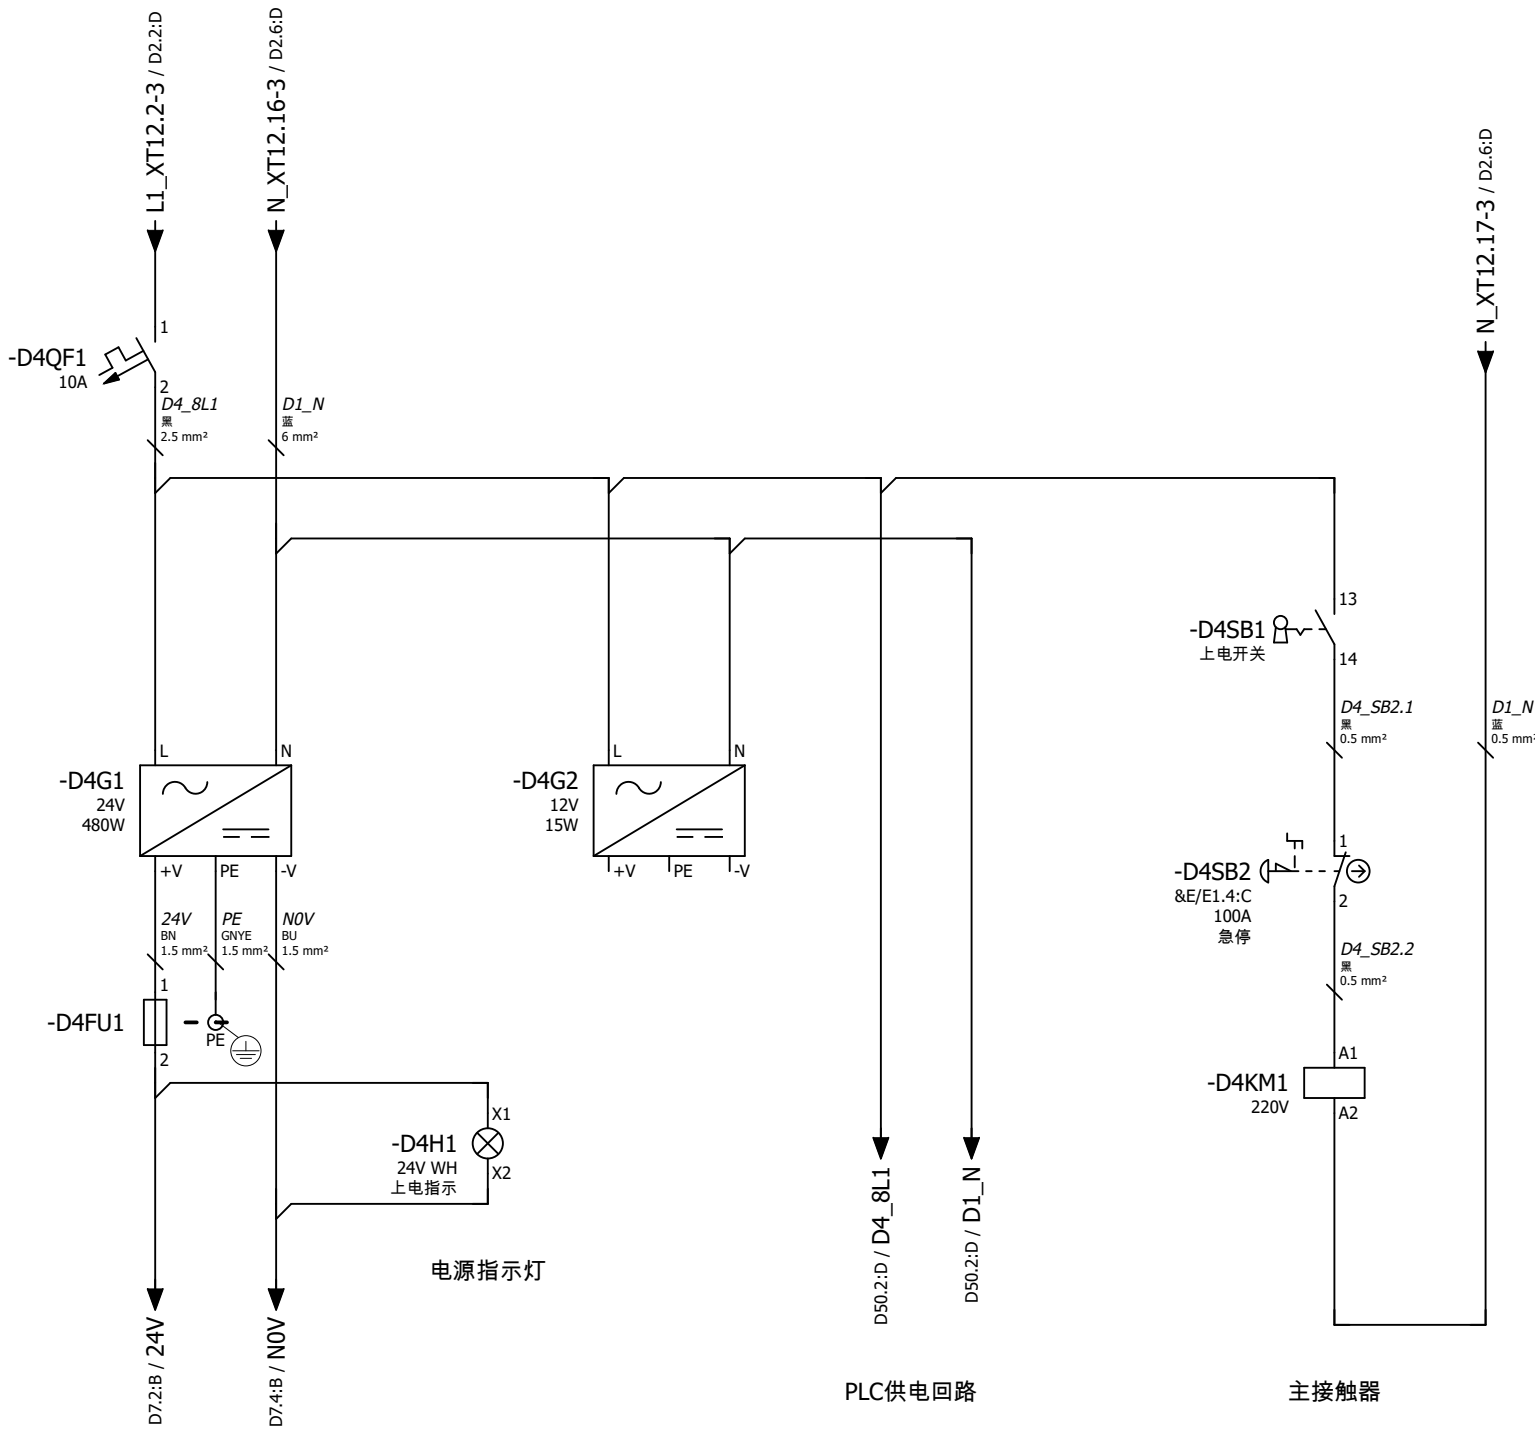 L1_XT12.2-3 / D2.2:D
N_XT12.16-3 / D2.6:D
N_XT12.17-3 / D2.6:D
1
-D4QF1
10A
2
D4_8L1
黑
2.5 mm²
D1_N
蓝
6 mm²
13
-D4SB1
上电开关
14
D4_SB2.1
黑
0.5 mm²
D1_N
蓝
0.5 mm²
L
N
-D4G1
24V
480W
+V
PE
-V
L
N
-D4G2
12V
15W
+V
PE
-V
1
-D4SB2
&E/E1.4:C
100A
急停
2
24V
BN
1.5 mm²
PE
GNYE
1.5 mm²
N0V
BU
1.5 mm²
D4_SB2.2
黑
0.5 mm²
1
-D4FU1
2
PE
A1
-D4KM1
220V
A2
X1
-D4H1
24V WH
上电指示
X2
电源指示灯
D7.2:B / 24V
D7.4:B / N0V
D50.2:D / D4_8L1
D50.2:D / D1_N
PLC供电回路
主接触器